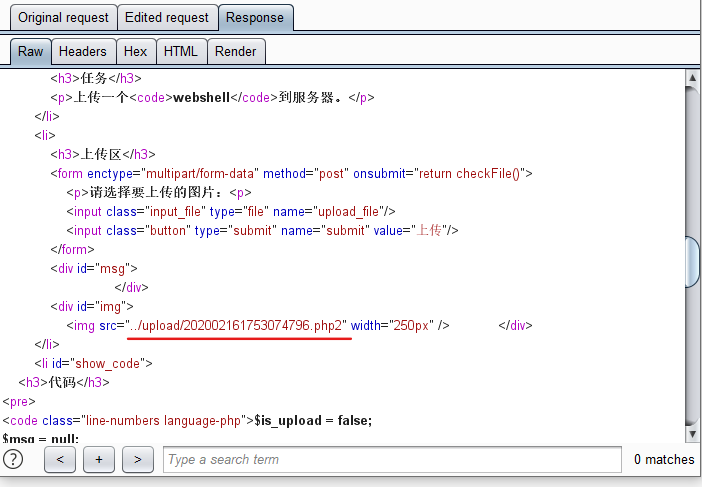 Original request Edited request Response
Raw Headers Hex HTML Render
<h3>任务</h3>
<p>上传一个<code>webshell</code>到服务器。</p>
</li>
<li>
<h3>上传区</h3>
<form enctype="multipart/form-data" method="post" onsubmit="return checkFile()">
<p>请选择要上传的图片：<p>
<input class="input_file" type="file" name="upload_file"/>
<input class="button" type="submit" name="submit" value="上传"/>
</form>
<div id="msg">
</div>
<div id="img">
<img src="../upload/202002161753074796.php2" width="250px" /> </div>
</li>
<li id="show_code">
<h3>代码</h3>
<pre>
<code class="line-numbers language-php">$is_upload = false;
$msg = null;
? < + > Type a search term 0 matches